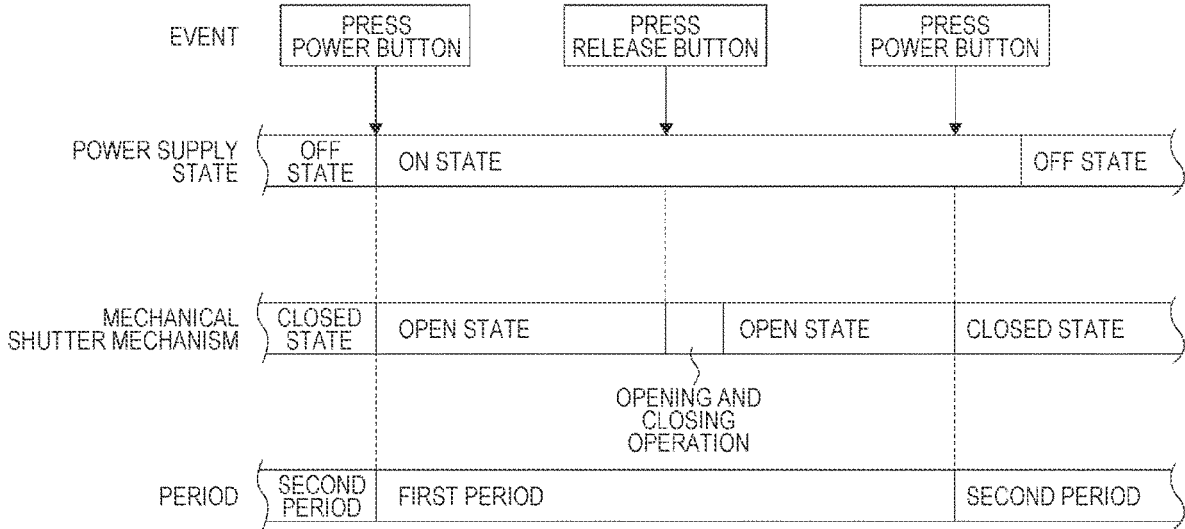 EVENT
PRESS
POWER BUTTON
PRESS
RELEASE BUTTON
PRESS
POWER BUTTON
POWER SUPPLY
STATE
OFF
STATE
ON STATE
OFF STATE
MECHANICAL
SHUTTER MECHANISM
CLOSED
STATE
OPEN STATE
OPEN STATE
CLOSED STATE
OPENING AND
CLOSING
OPERATION
PERIOD
SECOND
PERIOD
FIRST PERIOD
SECOND PERIOD